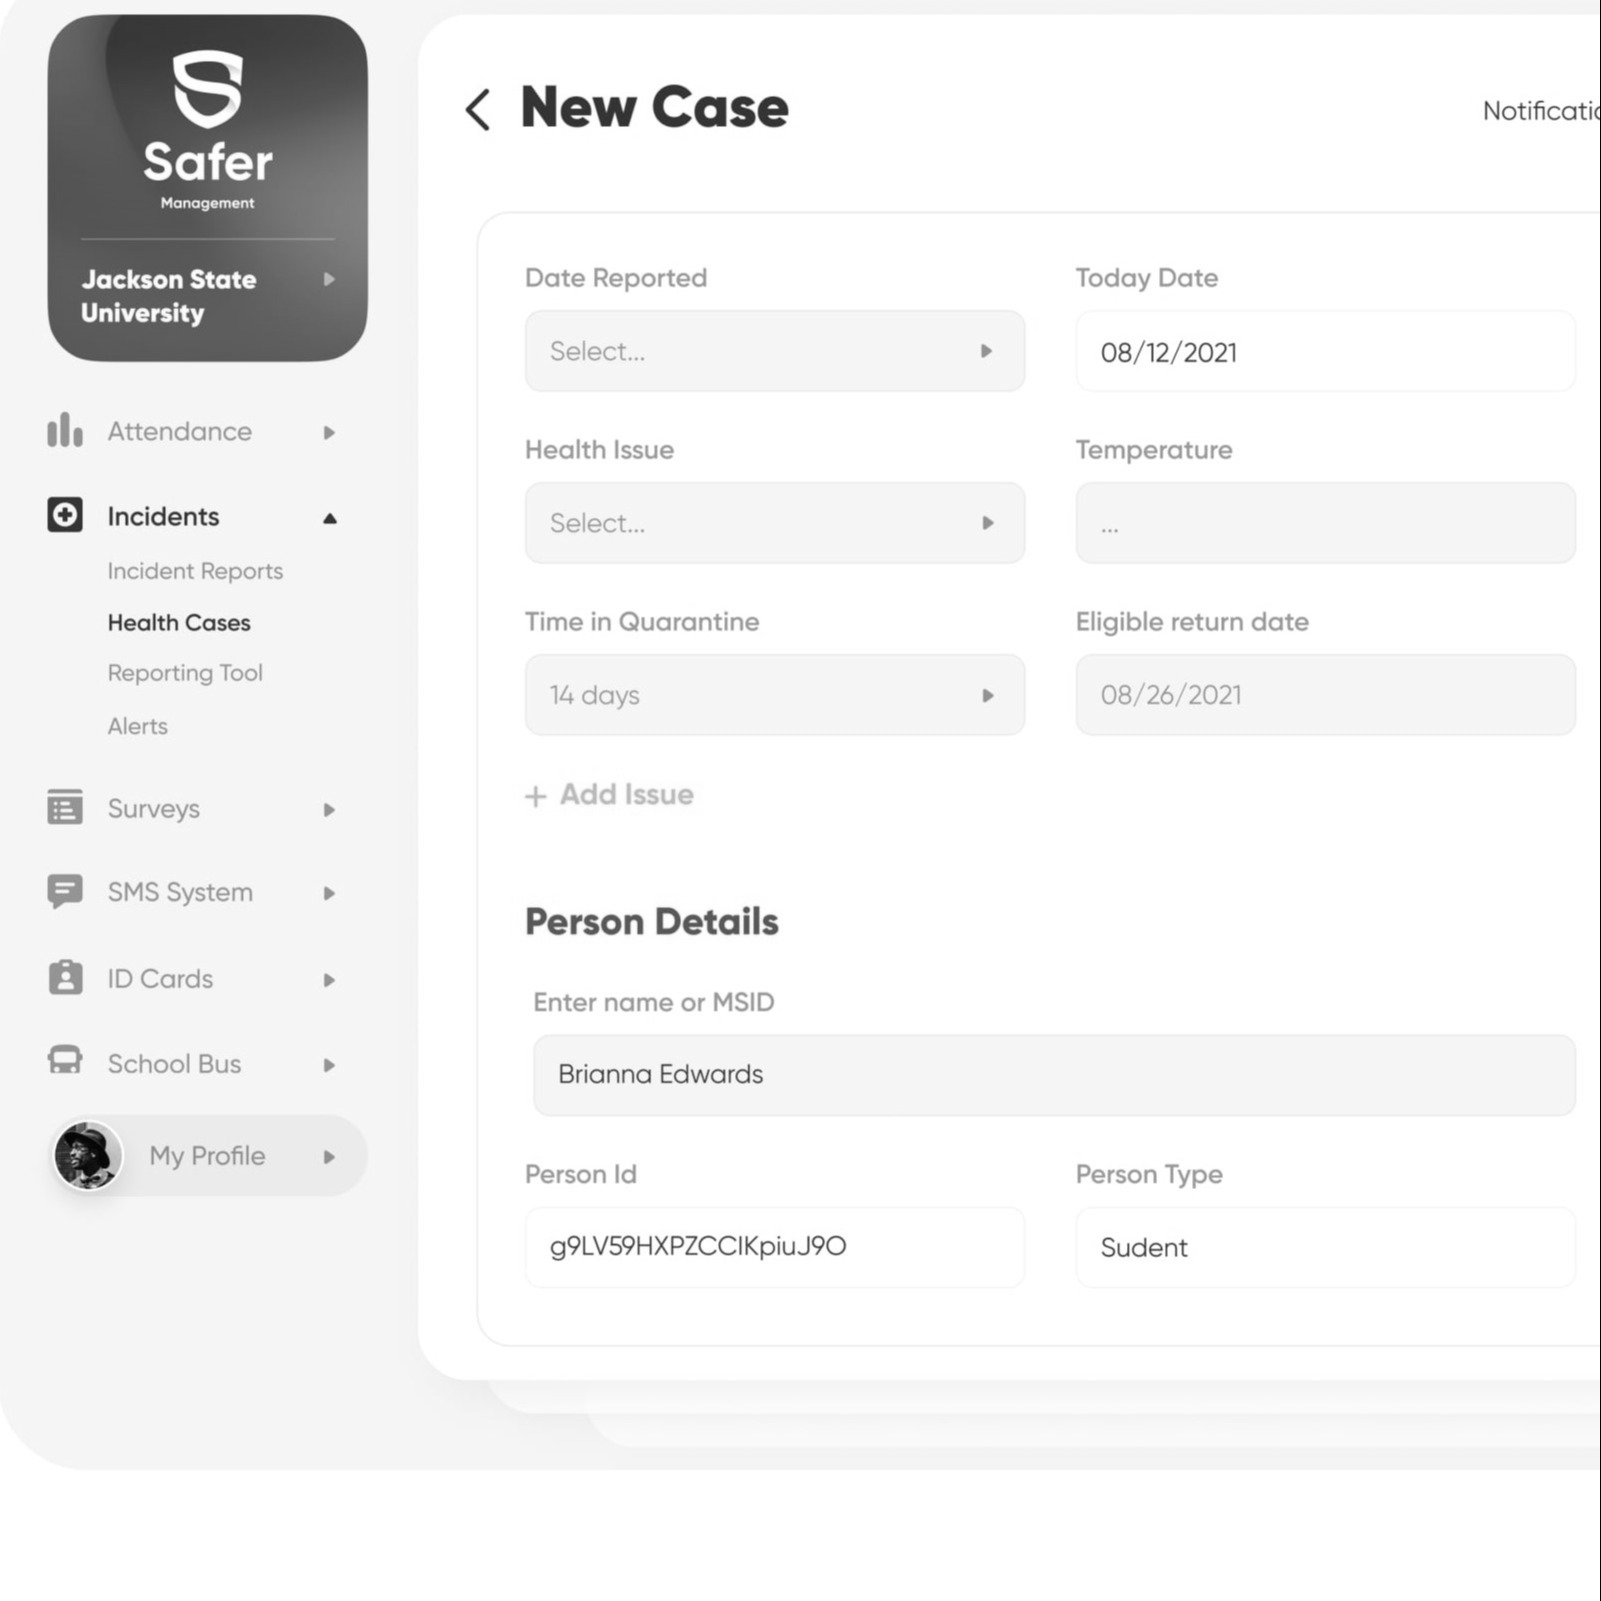 Safer
Management
Jackson State
University
Attendance
Incidents
Incident Reports
Health Cases
Reporting Tool
Alerts
Surveys
SMS System
ID Cards
School Bus
My Profile
New Case
Date Reported
Select...
Today Date
08/12/2021
Health Issue
Select...
Temperature
...
Time in Quarantine
14 days
Eligible return date
08/26/2021
+ Add Issue
Person Details
Enter name or MSID
Brianna Edwards
Person Id
g9LV59HXPZCCIKpiuJ9O
Person Type
Sudent